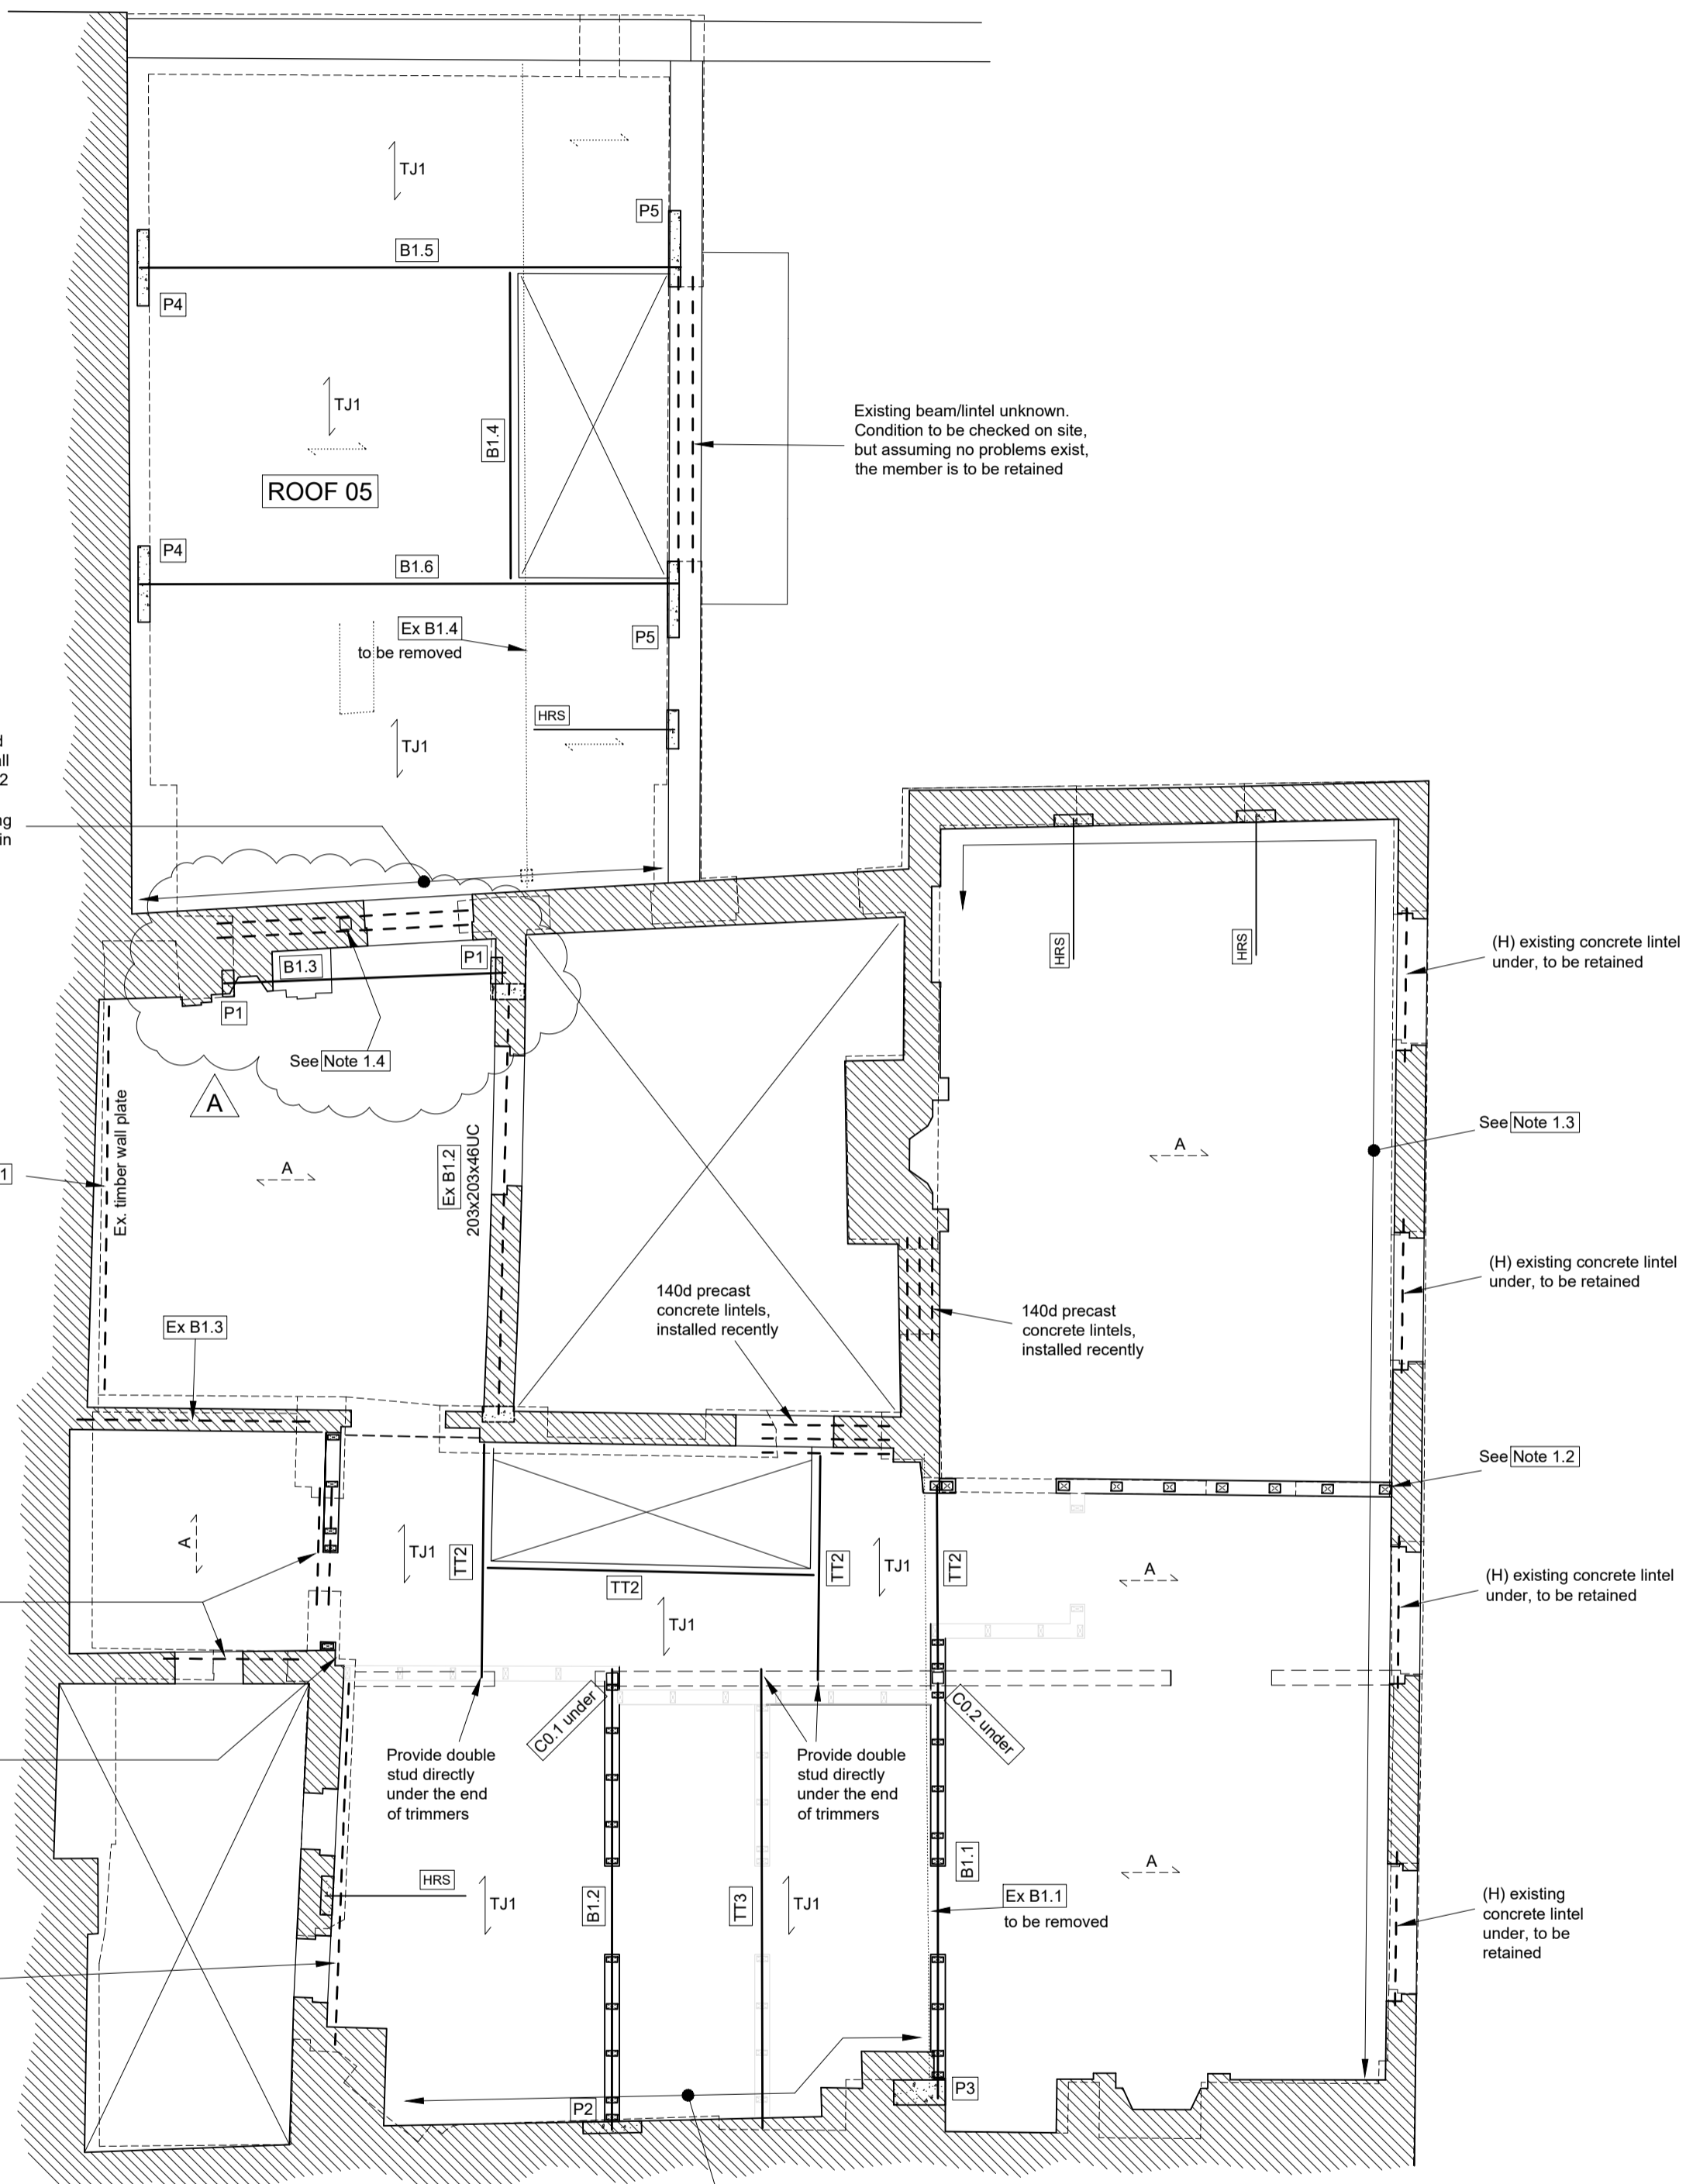 TJ1
P5
B1.5
P4
Existing beam/lintel unknown.
Condition to be checked on site,
but assuming no problems exist,
the member is to be retained
TJ1
B1.4
ROOF 05
P4
B1.6
Ex B1.4
to be removed
P5
HRS
TJ1
all
2
in
HRS
HRS
(H) existing concrete lintel
under, to be retained
P1
B1.3
P1
See Note 1.4
A
Ex. timber wall plate
A
Ex B1.2
203x203x46UC
A
See Note 1.3
1
(H) existing concrete lintel
under, to be retained
140d precast
concrete lintels,
installed recently
140d precast
concrete lintels,
installed recently
Ex B1.3
See Note 1.2
A
TJ1
TT2
TT2
TT2
TJ1
TT2
A
(H) existing concrete lintel
under, to be retained
TJ1
C0.1 under
C0.2 under
Provide double
stud directly
under the end
of trimmers
Provide double
stud directly
under the end
of trimmers
HRS
TJ1
B1.2
TT3
TJ1
B1.1
A
Ex B1.1
to be removed
(H) existing
concrete lintel
under, to be
retained
P2
P3